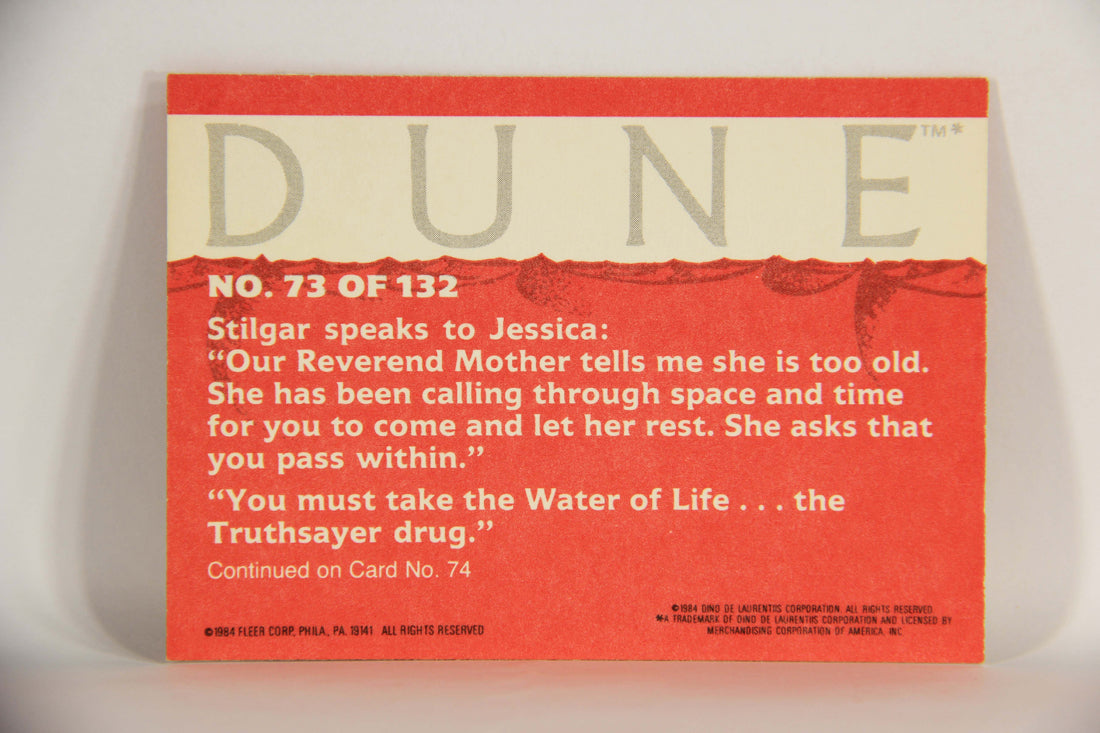 DUNE™*
NO. 73 OF 132
Stilgar speaks to Jessica:
“Our Reverend Mother tells me she is too old.
She has been calling through space and time
for you to come and let her rest. She asks that
you pass within.”
“You must take the Water of Life . . . the
Truthsayer drug.”
Continued on Card No. 74
©1984 FLEER CORP., PHILA., PA. 19141 ALL RIGHTS RESERVED
©1984 DINO DE LAURENTIIS CORPORATION. ALL RIGHTS RESERVED.
*A TRADEMARK OF DINO DE LAURENTIIS CORPORATION AND LICENSED BY
MERCHANDISING CORPORATION OF AMERICA, INC.